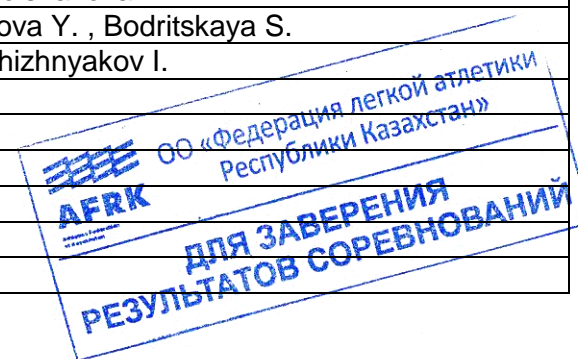 ova Y. , Bodritskaya S.
hizhnyakov I.
ОО «Федерация легкой атлетики
Республики Казахстан»
AFRK
ДЛЯ ЗАВЕРЕНИЯ
РЕЗУЛЬТАТОВ СОРЕВНОВАНИЙ